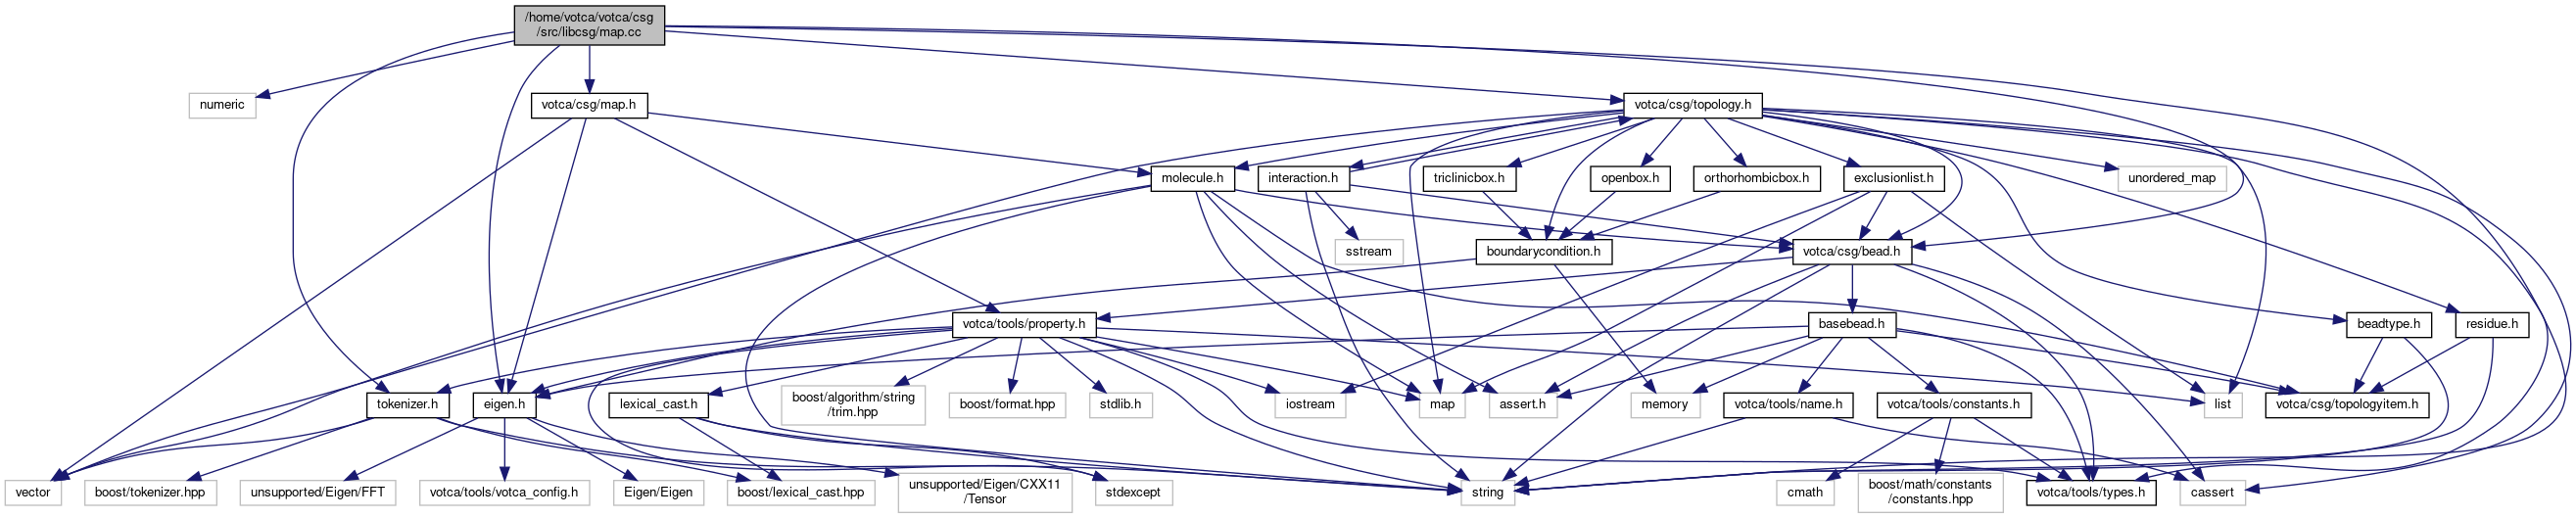 /home/votca/votca/csg
/src/libcsg/map.cc
numeric
votca/csg/map.h
votca/csg/topology.h
molecule.h
interaction.h
triclinicbox.h
openbox.h
orthorhombicbox.h
exclusionlist.h
unordered_map
sstream
boundarycondition.h
votca/csg/bead.h
votca/tools/property.h
basebead.h
beadtype.h
residue.h
tokenizer.h
eigen.h
lexical_cast.h
boost/algorithm/string
/trim.hpp
boost/format.hpp
stdlib.h
iostream
map
assert.h
memory
votca/tools/name.h
votca/tools/constants.h
list
votca/csg/topologyitem.h
vector
boost/tokenizer.hpp
unsupported/Eigen/FFT
votca/tools/votca_config.h
Eigen/Eigen
boost/lexical_cast.hpp
unsupported/Eigen/CXX11
/Tensor
stdexcept
string
cmath
boost/math/constants
/constants.hpp
votca/tools/types.h
cassert